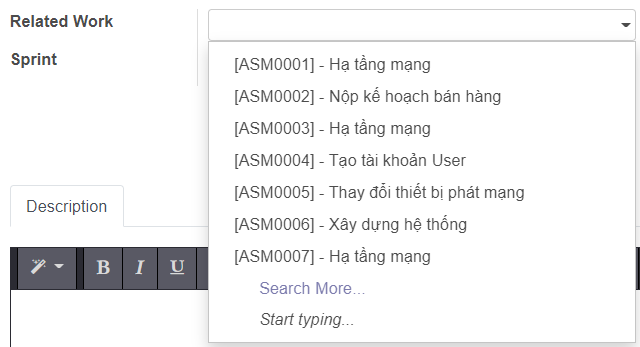 Related Work
Sprint
[ASM0001] - Hạ tầng mạng
[ASM0002] - Nộp kế hoạch bán hàng
[ASM0003] - Hạ tầng mạng
[ASM0004] - Tạo tài khoản User
[ASM0005] - Thay đổi thiết bị phát mạng
[ASM0006] - Xây dựng hệ thống
[ASM0007] - Hạ tầng mạng
Search More...
Start typing...
Description
B I U